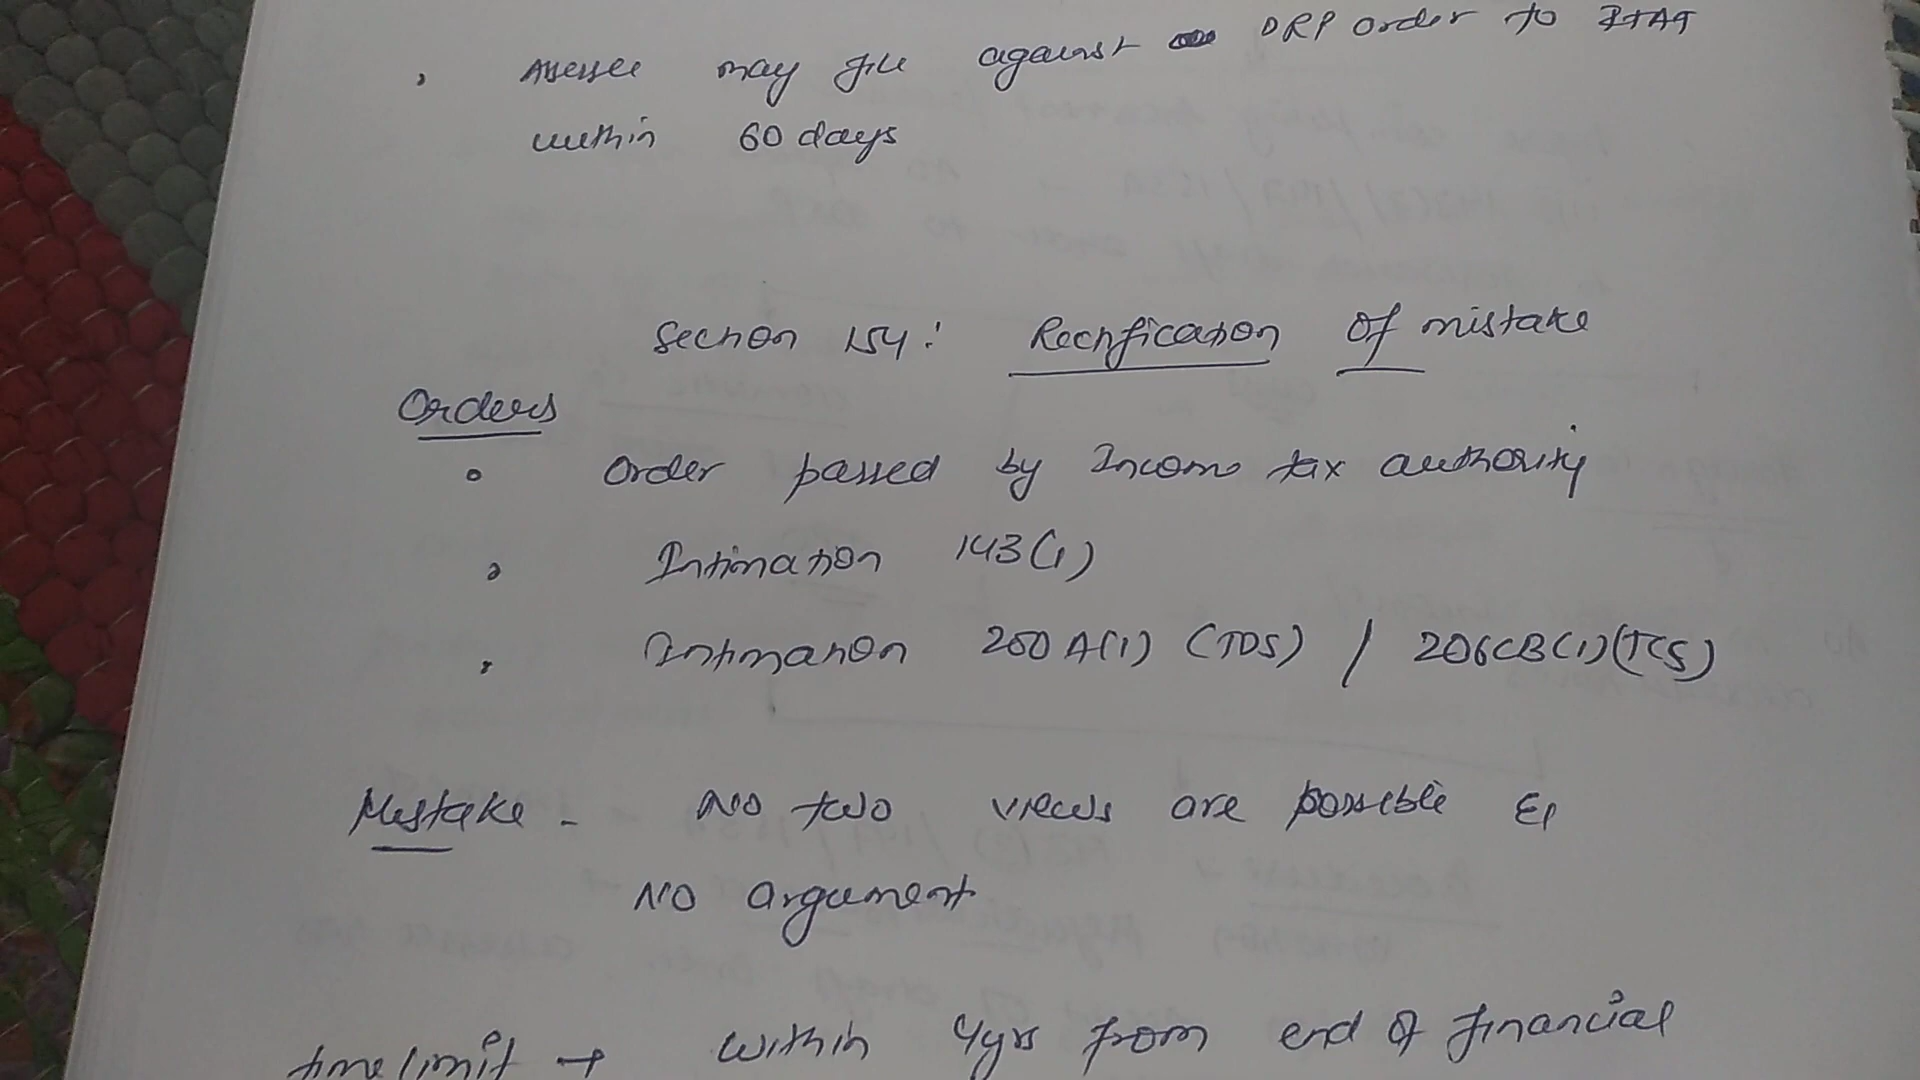 Assessee may file against DRP order to ITAT
within 60 days
Section 154: Rectification of mistake
Orders
Order passed by Income tax authority
Intimation 143(1)
Intimation 200A(1) (TDS) / 206CB(1)(TCS)
Mistake - No two views are possible &
No argument
time limit → within 4yrs from end of financial